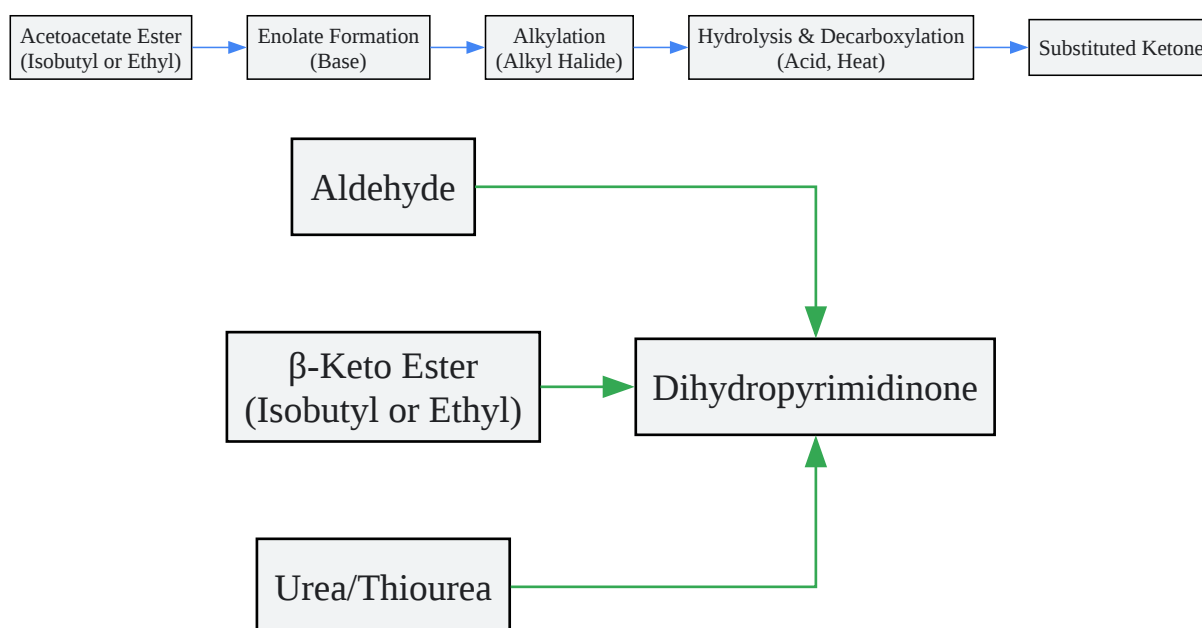 Acetoacetate Ester
(Isobutyl or Ethyl)
Enolate Formation
(Base)
Alkylation
(Alkyl Halide)
Hydrolysis & Decarboxylation
(Acid, Heat)
Substituted Ketone
Aldehyde
β-Keto Ester
(Isobutyl or Ethyl)
Dihydropyrimidinone
Urea/Thiourea